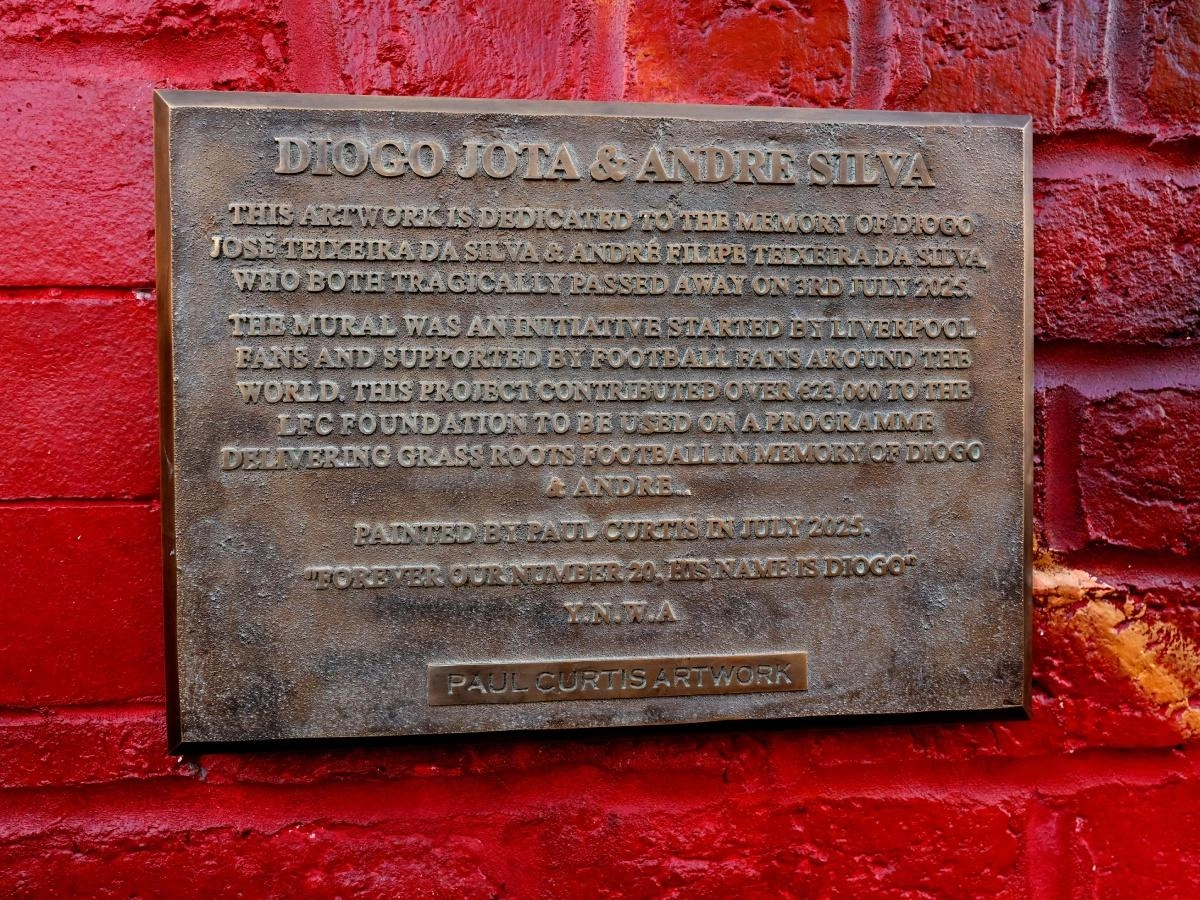 DIOGO JOTA & ANDRE SILVA
THIS ARTWORK IS DEDICATED TO THE MEMORY OF DIOGO
JOSÉ TEIXEIRA DA SILVA & ANDRÉ FILIPE TEIXEIRA DA SILVA,
WHO BOTH TRAGICALLY PASSED AWAY ON 3RD JULY 2025.
THE MURAL WAS AN INITIATIVE STARTED BY LIVERPOOL
FANS AND SUPPORTED BY FOOTBALL FANS AROUND THE
WORLD. THIS PROJECT CONTRIBUTED OVER €23,000 TO THE
LFC FOUNDATION TO BE USED ON A PROGRAMME
DELIVERING GRASS ROOTS FOOTBALL IN MEMORY OF DIOGO
& ANDRE..
PAINTED BY PAUL CURTIS IN JULY 2025.
"FOREVER OUR NUMBER 20, HIS NAME IS DIOGO"
Y.N.W.A
PAUL CURTIS ARTWORK